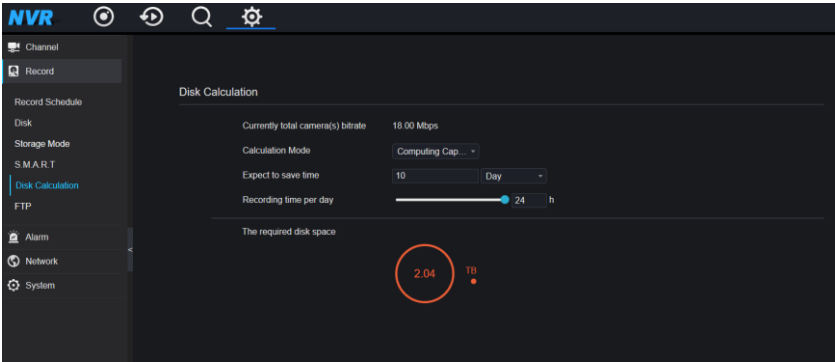 NVR
Channel
Record
Record Schedule
Disk
Storage Mode
S.M.A.R.T
Disk Calculation
FTP
Alarm
Network
System
<
Disk Calculation
Currently total camera(s) bitrate 18.00 Mbps
Calculation Mode Computing Cap...
Expect to save time 10 Day
Recording time per day 24 h
The required disk space
2.04 TB